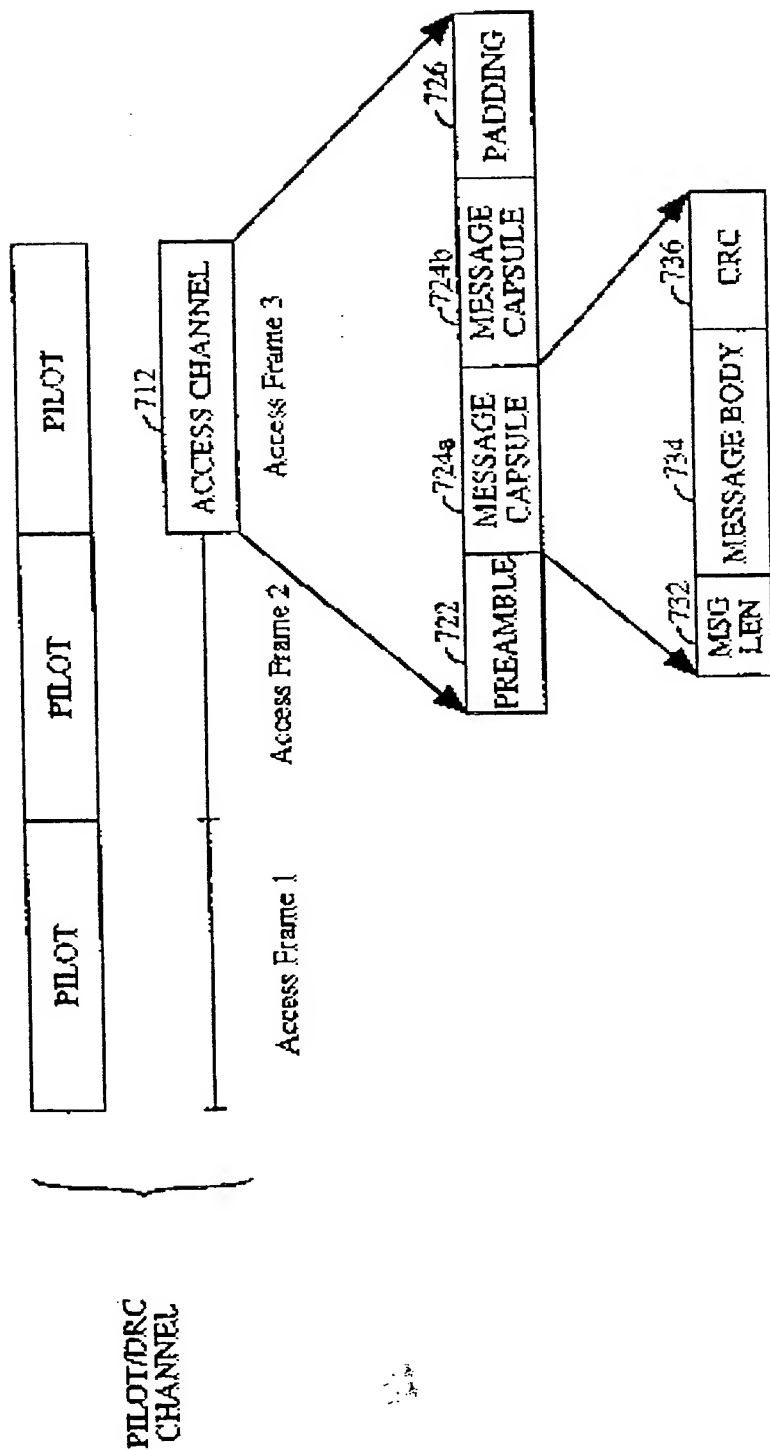 PILOT/DRC
CHANNEL
PILOT
PILOT
PILOT
712
ACCESS CHANNEL
Access Frame 1
Access Frame 2
Access Frame 3
722
724a
724b
726
PREAMBLE
MESSAGE
CAPSULE
MESSAGE
CAPSULE
PADDING
732
734
736
MSG
LEN
MESSAGE BODY
CRC